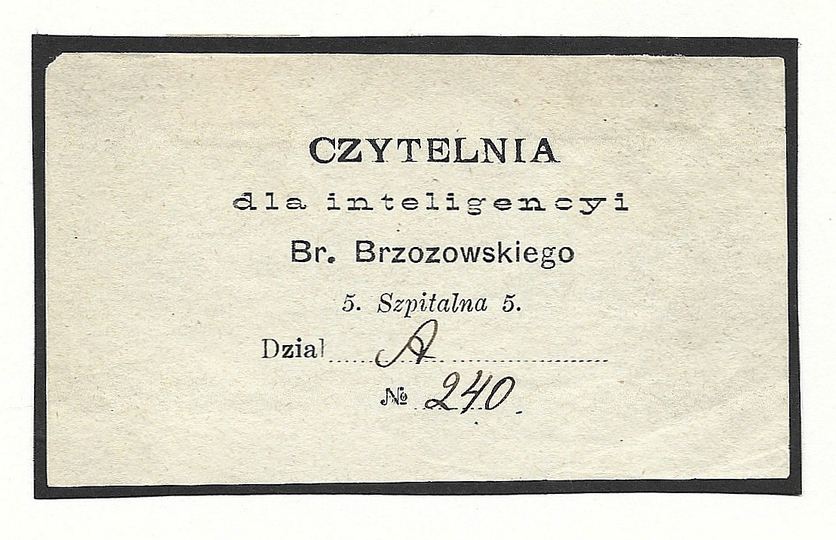 CZYTELNIA
dla inteligencyi
Br. Brzozowskiego
5. Szpitalna 5.
Dział A
№ 240.